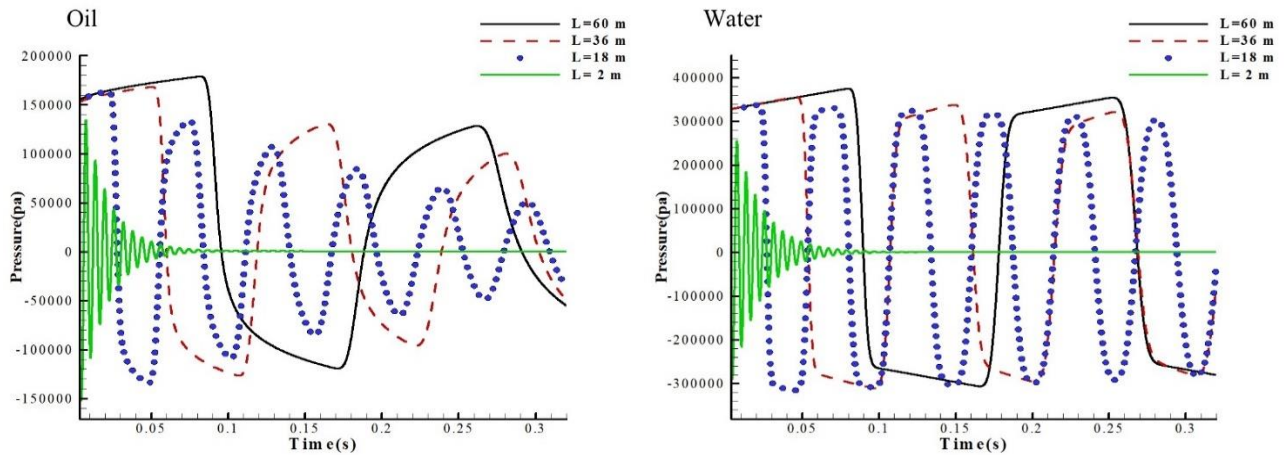 Oil
L=60 m
L=36 m
L=18 m
L= 2 m
Pressure(pa)
200000
150000
100000
50000
0
-50000
-100000
-150000
0.05
0.1
0.15
0.2
0.25
0.3
Time(s)
Water
L=60 m
L=36 m
L=18 m
L= 2 m
Pressure(pa)
400000
300000
200000
100000
0
-100000
-200000
-300000
0.05
0.1
0.15
0.2
0.25
0.3
Time(s)